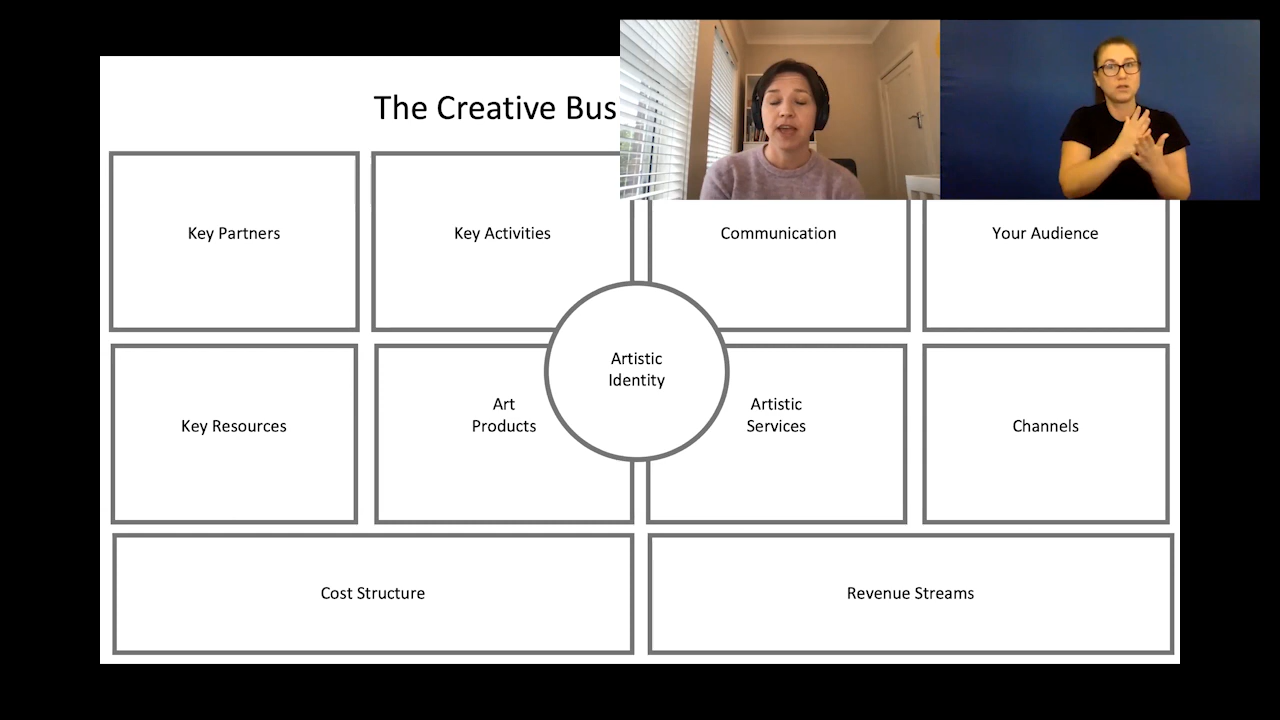 The Creative Bus
Key Partners
Key Activities
Communication
Your Audience
Artistic
Identity
Key Resources
Art
Products
Artistic
Services
Channels
Cost Structure
Revenue Streams